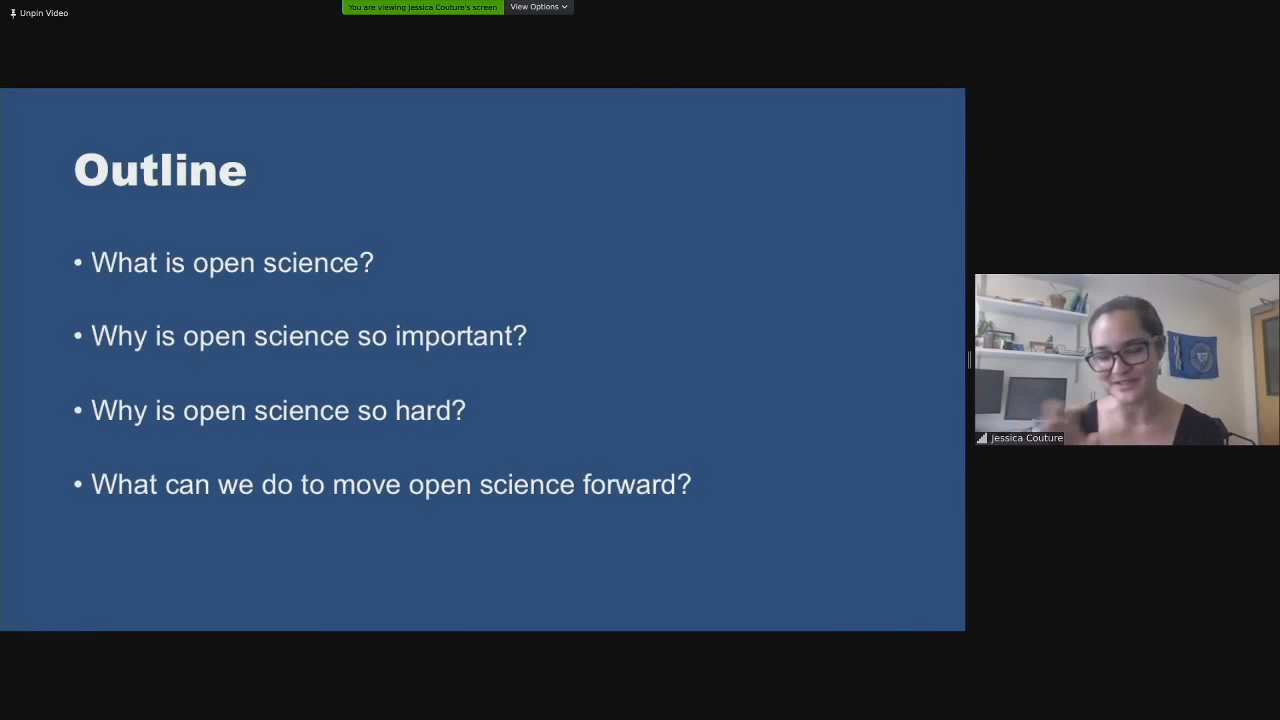 Unpin Video
You are viewing Jessica Couture's screen
View Options
Outline
• What is open science?
• Why is open science so important?
• Why is open science so hard?
• What can we do to move open science forward?
Jessica Couture